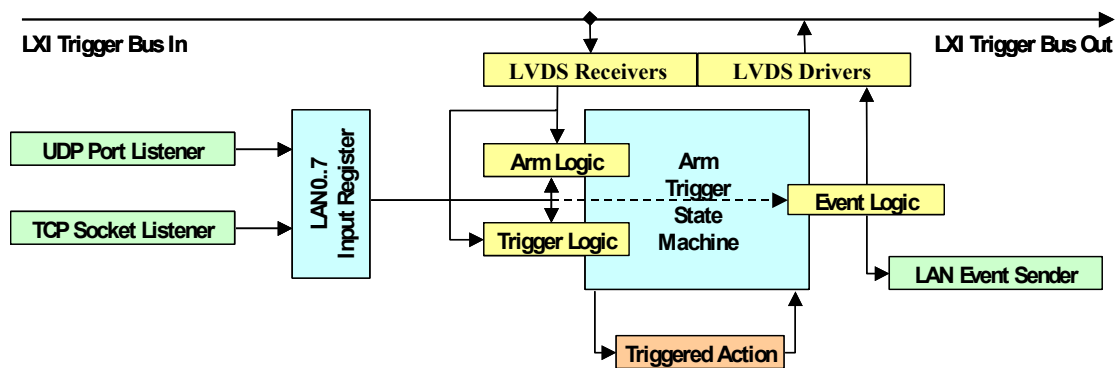 LXI Trigger Bus In
LXI Trigger Bus Out
LVDS Receivers
LVDS Drivers
UDP Port Listener
TCP Socket Listener
LAN0..7
Input Register
Arm Logic
Trigger Logic
Arm
Trigger
State
Machine
Event Logic
LAN Event Sender
Triggered Action